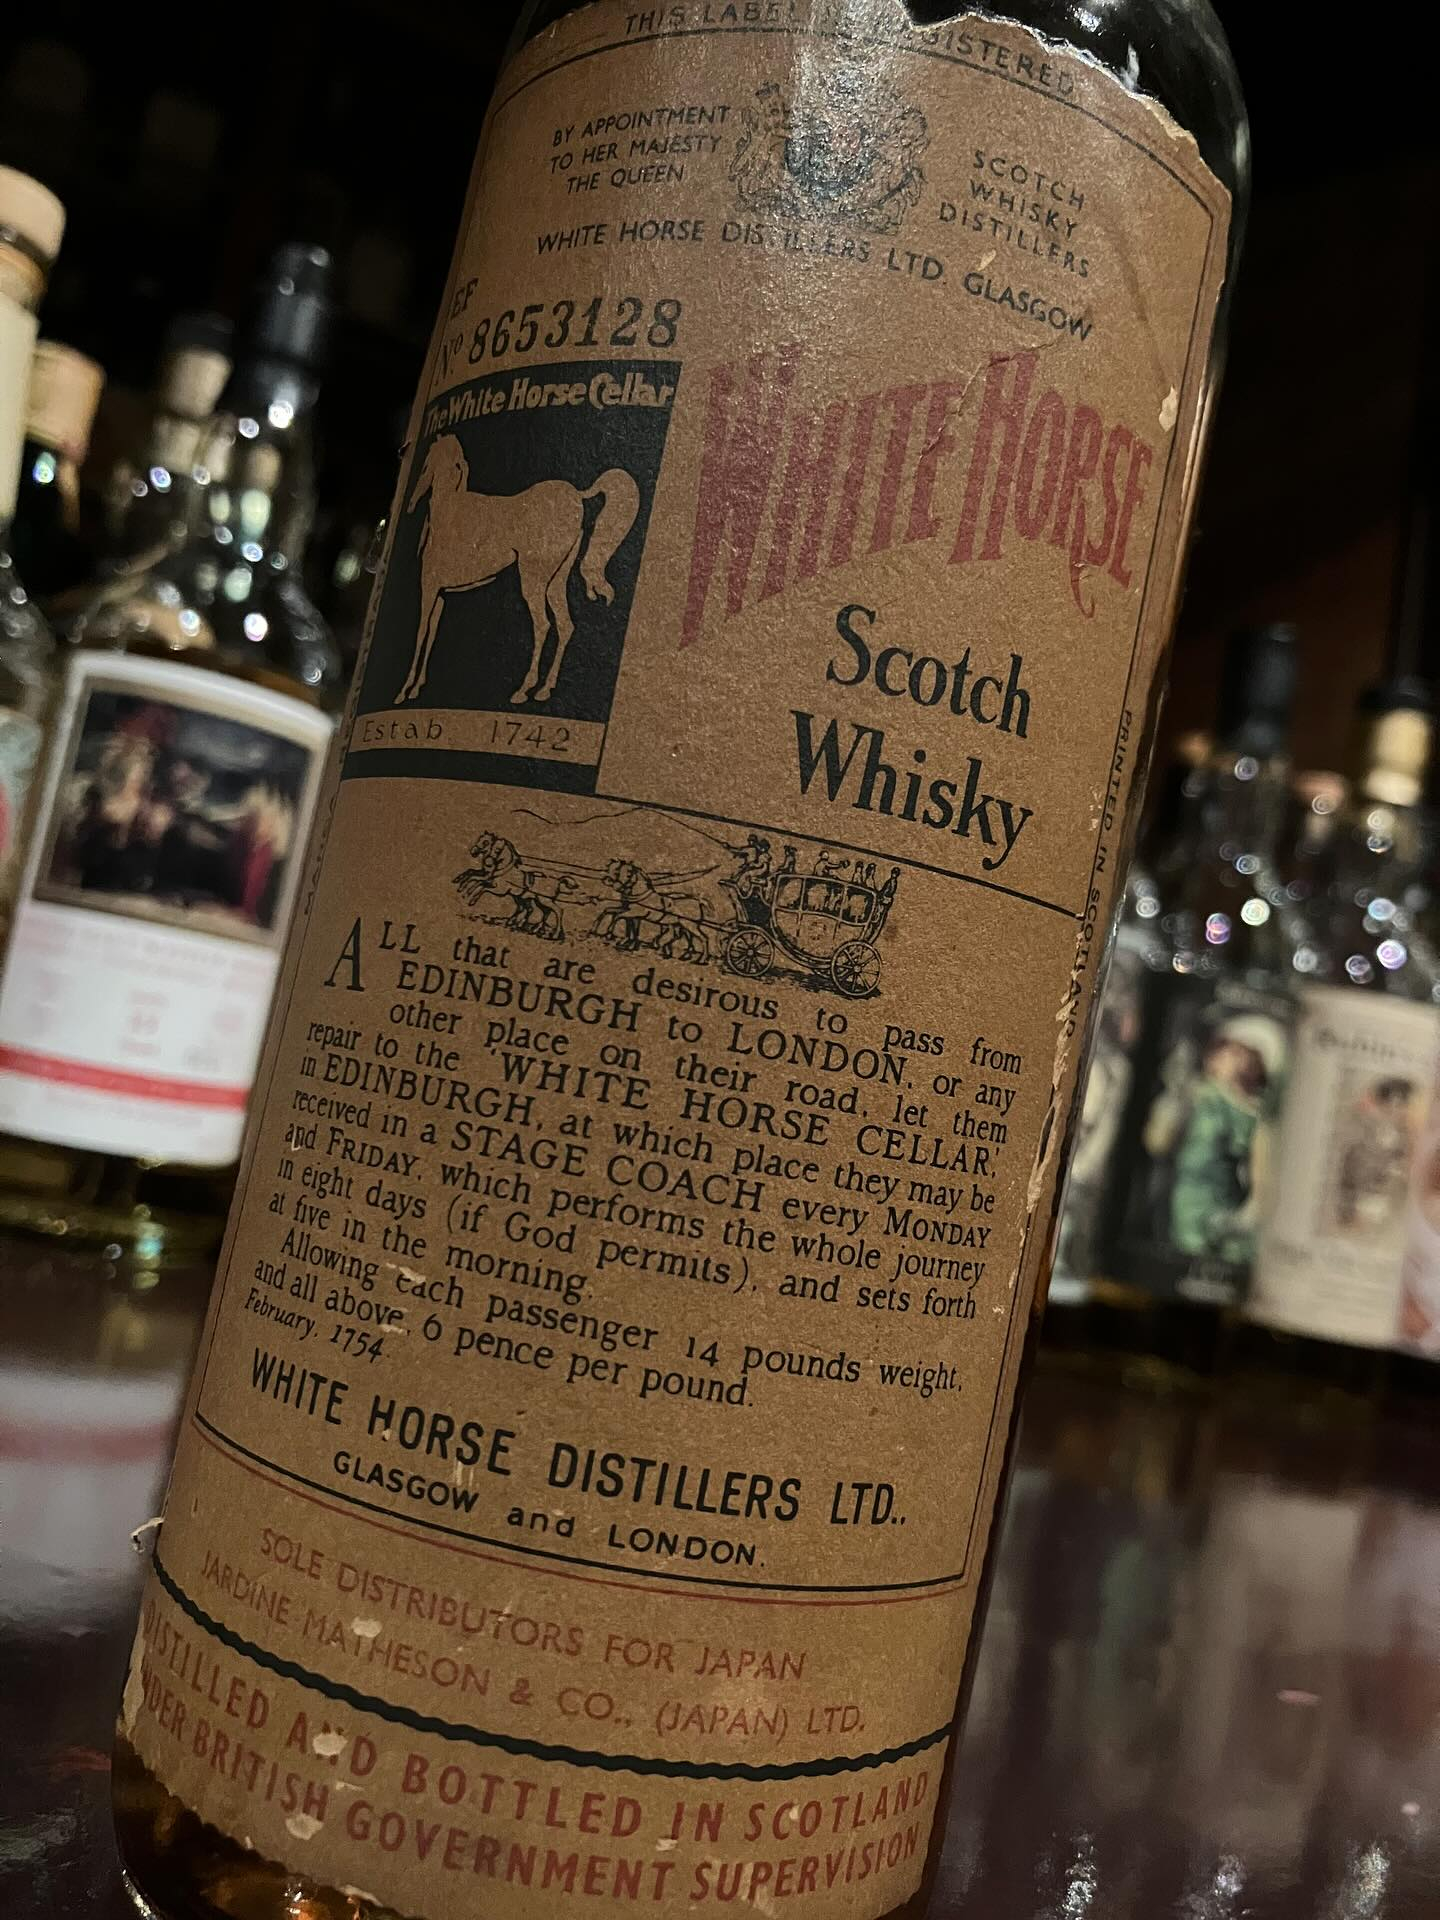 THIS LABEL IS REGISTERED
BY APPOINTMENT
TO HER MAJESTY
THE QUEEN
SCOTCH
WHISKY
DISTILLERS
WHITE HORSE DISTILLERS LTD. GLASGOW
EF
No 8653128
The White Horse Cellar
Estab. 1742
WHITE HORSE
Scotch
Whisky
PRINTED IN SCOTLAND
ALL that are desirous to pass from
EDINBURGH to LONDON, or any
other place on their road, let them
repair to the 'WHITE HORSE CELLAR'
in EDINBURGH, at which place they may be
received in a STAGE COACH every MONDAY
and FRIDAY, which performs the whole journey
in eight days (if God permits), and sets forth
at five in the morning.
Allowing each passenger 14 pounds weight,
and all above, 6 pence per pound.
February, 1754.
WHITE HORSE DISTILLERS LTD.,
GLASGOW and LONDON.
SOLE DISTRIBUTORS FOR JAPAN
JARDINE MATHESON & CO., (JAPAN) LTD.
DISTILLED AND BOTTLED IN SCOTLAND
UNDER BRITISH GOVERNMENT SUPERVISION